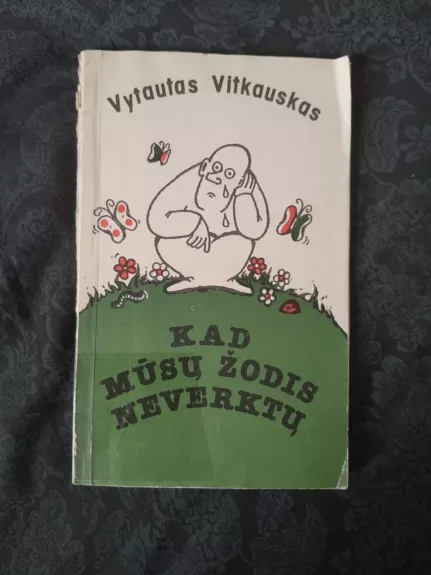 Vytautas Vitkauskas
KAD
MŪSŲ ŽODIS
NEVERKTŲ